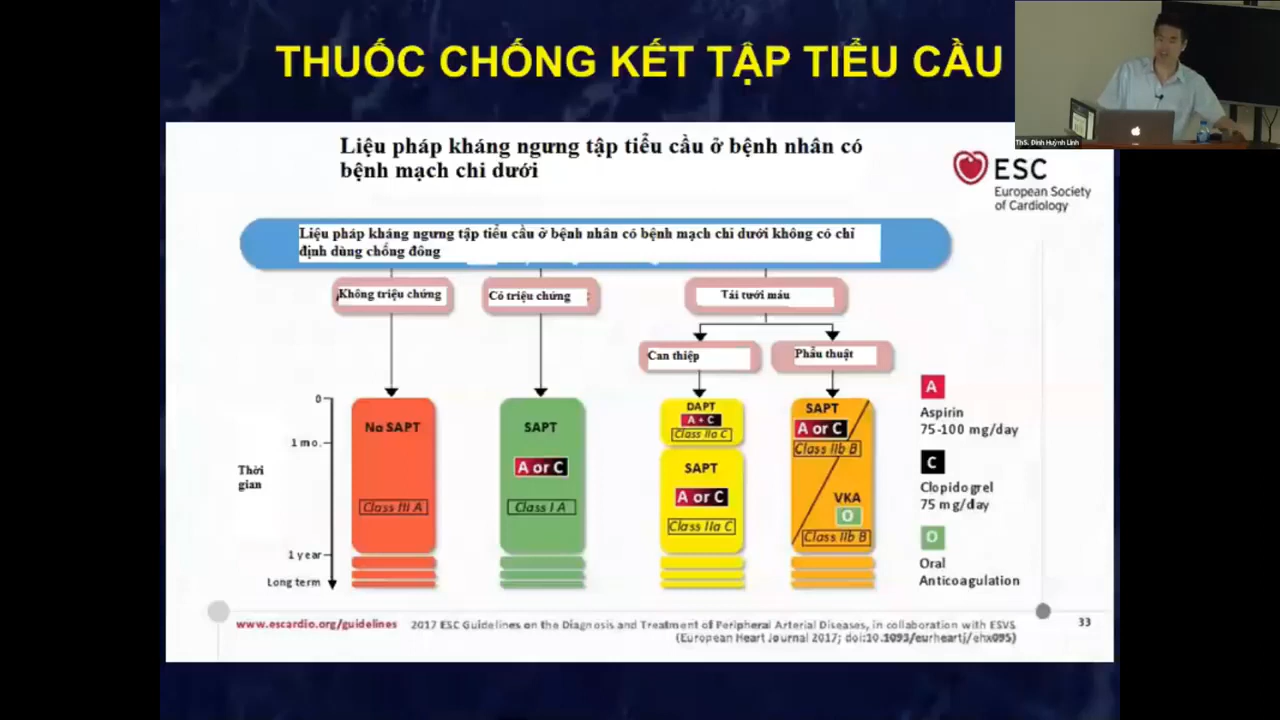 THUỐC CHỐNG KẾT TẬP TIỂU CẦU
ThS. Đinh Huỳnh Linh
Liệu pháp kháng ngưng tập tiểu cầu ở bệnh nhân có
bệnh mạch chi dưới
ESC
European Society
of Cardiology
Liệu pháp kháng ngưng tập tiểu cầu ở bệnh nhân có bệnh mạch chi dưới không có chỉ
định dùng chống đông
Không triệu chứng
Có triệu chứng
Tái tưới máu
Can thiệp
Phẫu thuật
Thời
gian
0
1 mo.
1 year
Long term
No SAPT
Class III A
SAPT
A or C
Class I A
DAPT
A + C
Class IIa C
SAPT
A or C
Class IIa C
SAPT
A or C
Class IIb B
VKA
O
Class IIb B
A
Aspirin
75-100 mg/day
C
Clopidogrel
75 mg/day
O
Oral
Anticoagulation
www.escardio.org/guidelines
2017 ESC Guidelines on the Diagnosis and Treatment of Peripheral Arterial Diseases, in collaboration with ESVS
(European Heart Journal 2017; doi:10.1093/eurheartj/ehx095)
33